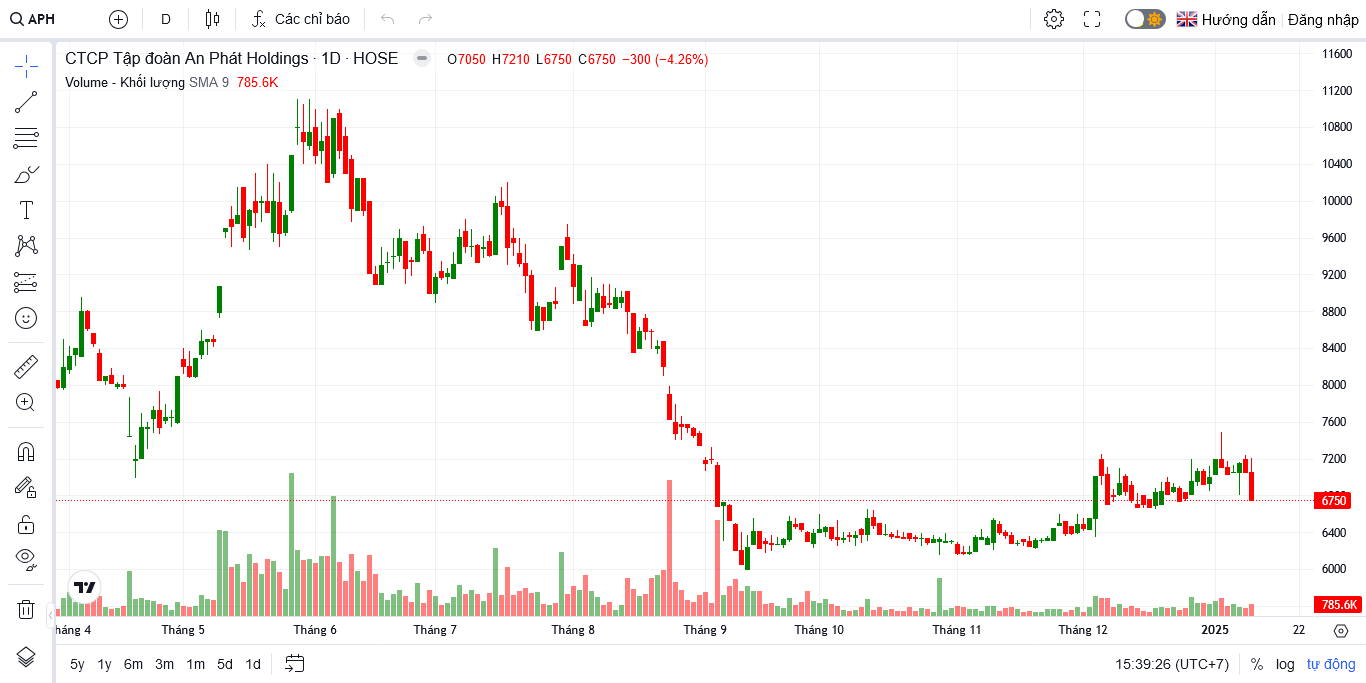 APH D Các chỉ báo Hướng dẫn Đăng nhập
CTCP Tập đoàn An Phát Holdings · 1D · HOSE O7050 H7210 L6750 C6750 −300 (−4.26%)
Volume - Khối lượng SMA 9 785.6K
11600
11200
10800
10400
10000
9600
9200
8800
8400
8000
7600
7200
6750
6400
6000
785.6K
háng 4 Tháng 5 Tháng 6 Tháng 7 Tháng 8 Tháng 9 Tháng 10 Tháng 11 Tháng 12 2025 22
5y 1y 6m 3m 1m 5d 1d 15:39:26 (UTC+7) % log tự động